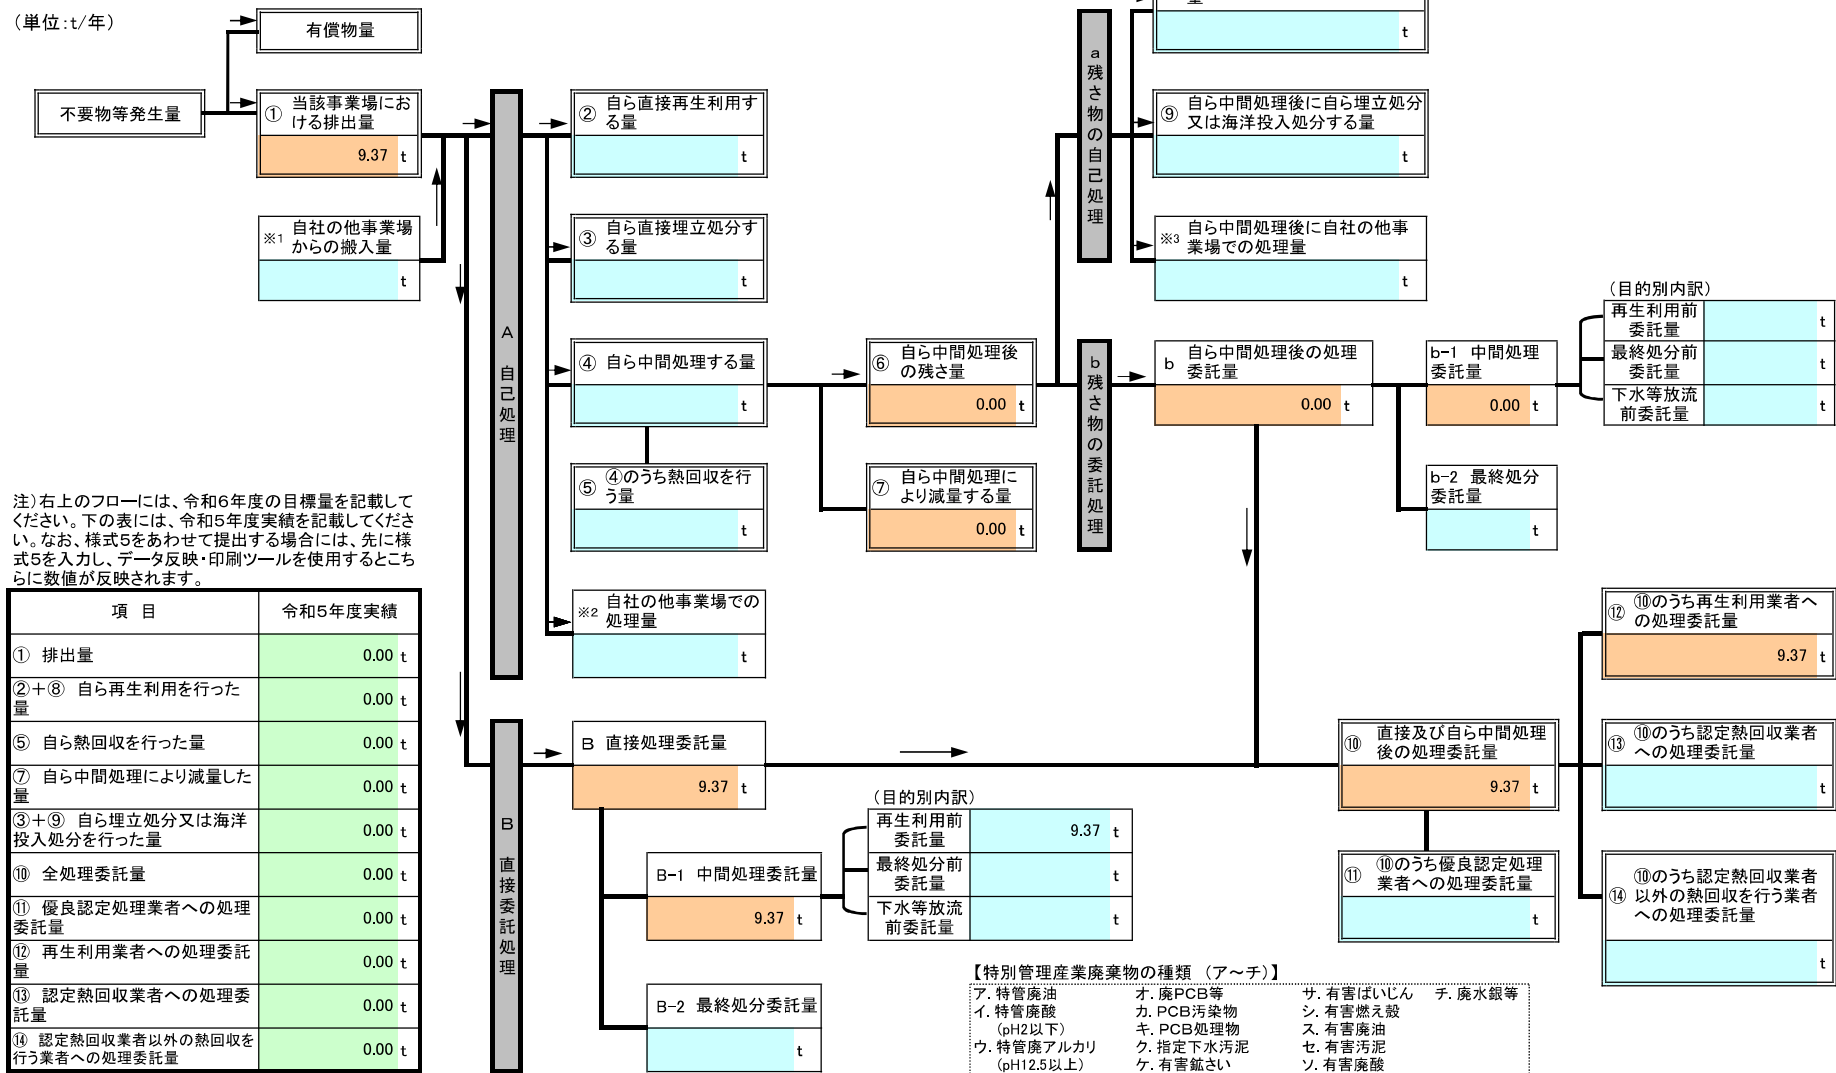 (単位:t/年)
有償物量
不要物等発生量
① 当該事業場にお
ける排出量
9.37 t
※1 自社の他事業場
からの搬入量
t
A 自己処理
② 自ら直接再生利用す
る量
t
③ 自ら直接埋立処分す
る量
t
④ 自ら中間処理する量
t
⑤ ④のうち熱回収を行
う量
t
※2 自社の他事業場での
処理量
t
⑥ 自ら中間処理後
の残さ量
0.00 t
⑦ 自ら中間処理に
より減量する量
0.00 t
a 残さ物の自己処理
量
t
⑨ 自ら中間処理後に自ら埋立処分
又は海洋投入処分する量
t
※3 自ら中間処理後に自社の他事
業場での処理量
t
b 残さ物の委託処理
b 自ら中間処理後の処理
委託量
0.00 t
b-1 中間処理
委託量
0.00 t
b-2 最終処分
委託量
t
(目的別内訳)
再生利用前
委託量
t
最終処分前
委託量
t
下水等放流
前委託量
t
注)右上のフローには、令和6年度の目標量を記載して
ください。下の表には、令和5年度実績を記載してくださ
い。なお、様式5をあわせて提出する場合には、先に様
式5を入力し、データ反映・印刷ツールを使用するとこち
らに数値が反映されます。
項 目 令和5年度実績
① 排出量 0.00 t
②+⑧ 自ら再生利用を行った
量 0.00 t
⑤ 自ら熱回収を行った量 0.00 t
⑦ 自ら中間処理により減量した
量 0.00 t
③+⑨ 自ら埋立処分又は海洋
投入処分を行った量 0.00 t
⑩ 全処理委託量 0.00 t
⑪ 優良認定処理業者への処理
委託量 0.00 t
⑫ 再生利用業者への処理委託
量 0.00 t
⑬ 認定熱回収業者への処理委
託量 0.00 t
⑭ 認定熱回収業者以外の熱回収を
行う業者への処理委託量 0.00 t
B 直接委託処理
B 直接処理委託量
9.37 t
B-1 中間処理委託量
9.37 t
B-2 最終処分委託量
t
(目的別内訳)
再生利用前
委託量
9.37 t
最終処分前
委託量
t
下水等放流
前委託量
t
⑩ 直接及び自ら中間処理
後の処理委託量
9.37 t
⑪ ⑩のうち優良認定処理
業者への処理委託量
t
⑫ ⑩のうち再生利用業者へ
の処理委託量
9.37 t
⑬ ⑩のうち認定熱回収業者
への処理委託量
t
⑭ ⑩のうち認定熱回収業者
以外の熱回収を行う業者
への処理委託量
t
【特別管理産業廃棄物の種類 (ア~チ)】
ア. 特管廃油 オ. 廃PCB等 サ. 有害ばいじん チ. 廃水銀等
イ. 特管廃酸 カ. PCB汚染物 シ. 有害燃え殻
(pH2以下) キ. PCB処理物 ス. 有害廃油
ウ. 特管廃アルカリ ク. 指定下水汚泥 セ. 有害汚泥
(pH12.5以上) ケ. 有害鉱さい ソ. 有害廃酸